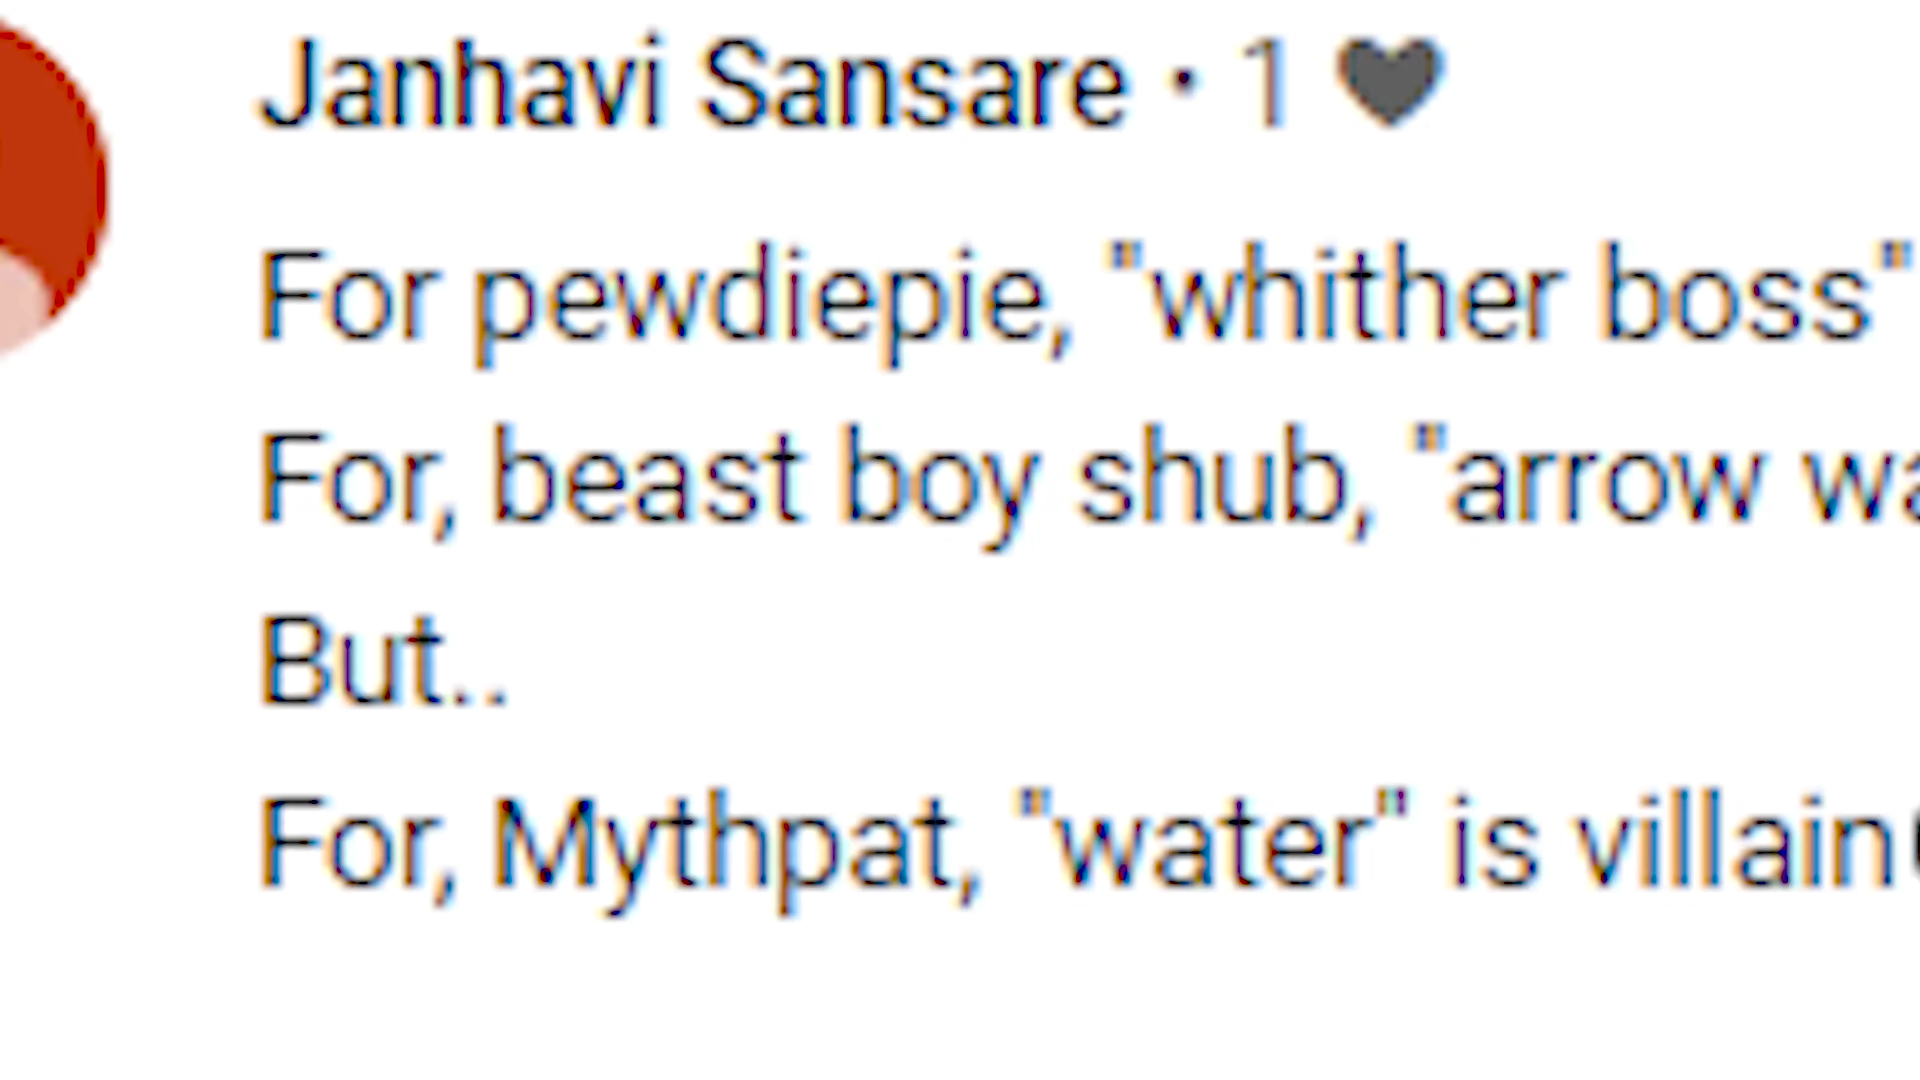 Janhavi Sansare · 1 🖤
For pewdiepie, "whither boss"
For, beast boy shub, "arrow
But..
For, Mythpat, "water" is villain